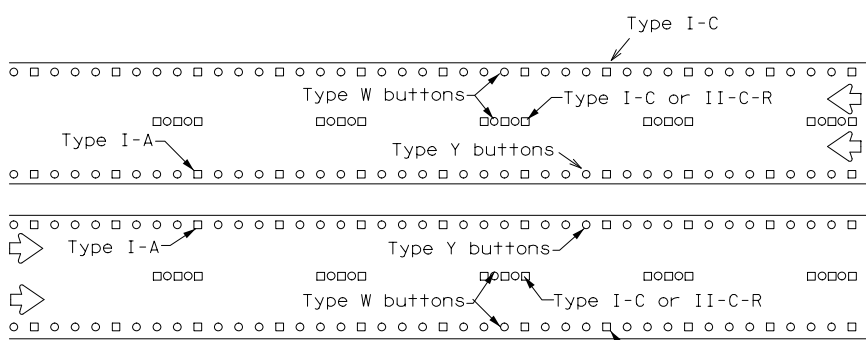 Type I-C
Type W buttons
Type I-C or II-C-R
Type I-A
Type Y buttons
Type I-A
Type Y buttons
Type W buttons
Type I-C or II-C-R